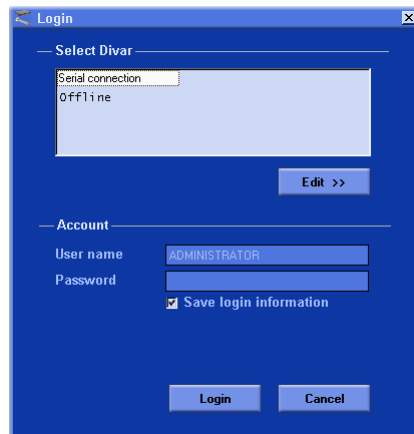 Login
Select Divar
Serial connection
Offline
Edit >>
Account
User name ADMINISTRATOR
Password
Save login information
Login Cancel